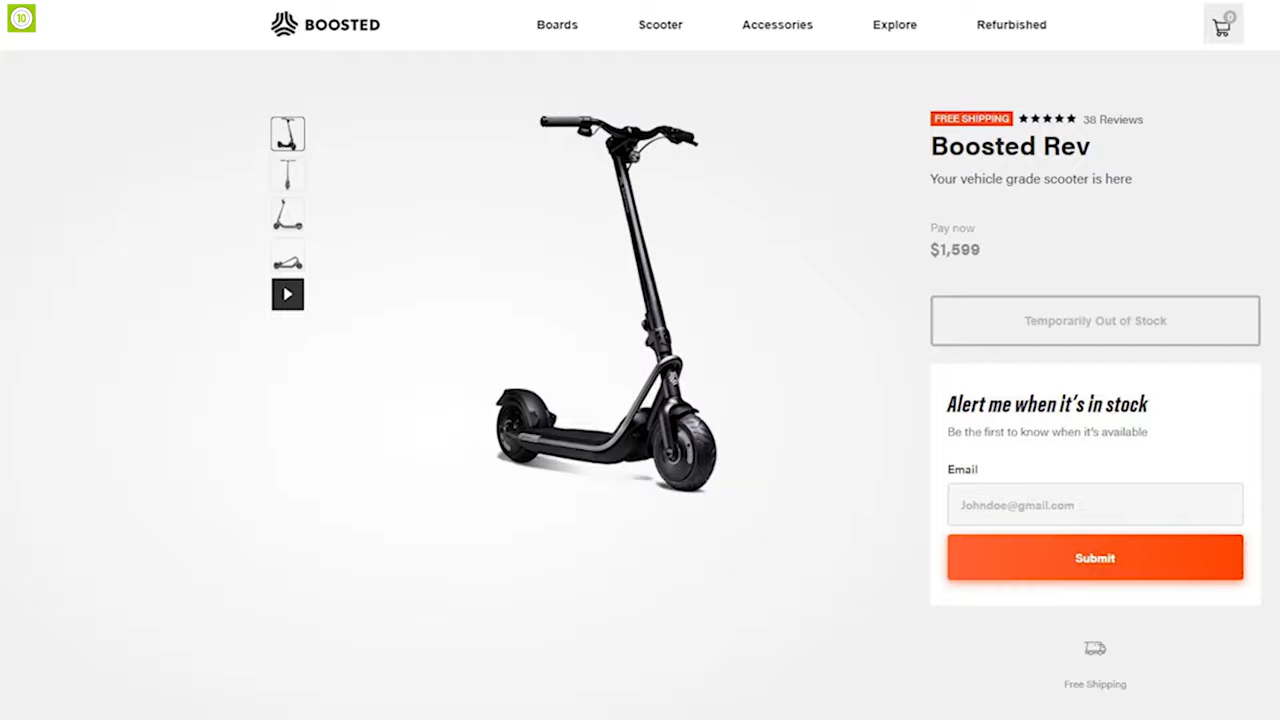 10
BOOSTED
Boards
Scooter
Accessories
Explore
Refurbished
0
FREE SHIPPING
38 Reviews
Boosted Rev
Your vehicle grade scooter is here
Pay now
$1,599
Temporarily Out of Stock
Alert me when it's in stock
Be the first to know when it's available
Email
Johndoe@gmail.com
Submit
Free Shipping